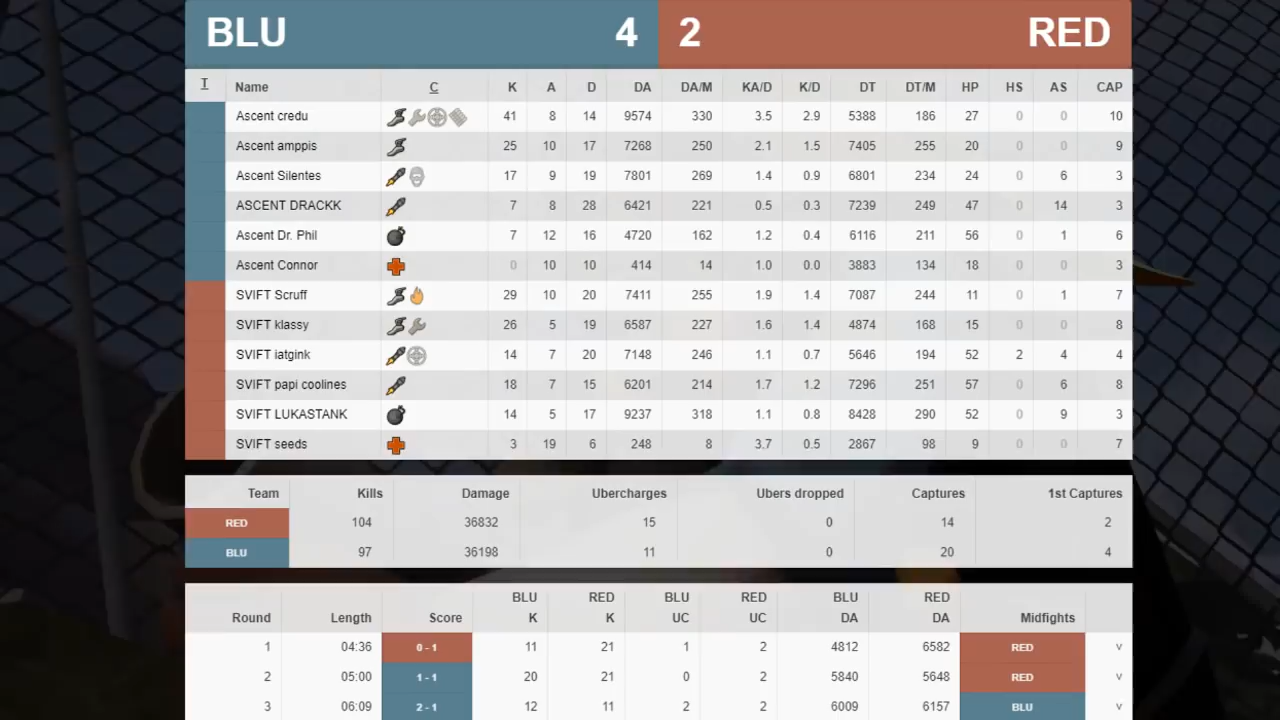 BLU 4 2 RED
T Name C K A D DA DA/M KA/D K/D DT DT/M HP HS AS CAP
Ascent credu 41 8 14 9574 330 3.5 2.9 5388 186 27 0 0 10
Ascent amppis 25 10 17 7268 250 2.1 1.5 7405 255 20 0 0 9
Ascent Silentes 17 9 19 7801 269 1.4 0.9 6801 234 24 0 6 3
ASCENT DRACKK 7 8 28 6421 221 0.5 0.3 7239 249 47 0 14 3
Ascent Dr. Phil 7 12 16 4720 162 1.2 0.4 6116 211 56 0 1 6
Ascent Connor 0 10 10 414 14 1.0 0.0 3883 134 18 0 0 3
SVIFT Scruff 29 10 20 7411 255 1.9 1.4 7087 244 11 0 1 7
SVIFT klassy 26 5 19 6587 227 1.6 1.4 4874 168 15 0 0 8
SVIFT iatgink 14 7 20 7148 246 1.1 0.7 5646 194 52 2 4 4
SVIFT papi coolines 18 7 15 6201 214 1.7 1.2 7296 251 57 0 6 8
SVIFT LUKASTANK 14 5 17 9237 318 1.1 0.8 8428 290 52 0 9 3
SVIFT seeds 3 19 6 248 8 3.7 0.5 2867 98 9 0 0 7
Team Kills Damage Ubercharges Ubers dropped Captures 1st Captures
RED 104 36832 15 0 14 2
BLU 97 36198 11 0 20 4
BLU RED BLU RED BLU RED
Round Length Score K K UC UC DA DA Midfights
1 04:36 0 - 1 11 21 1 2 4812 6582 RED v
2 05:00 1 - 1 20 21 0 2 5840 5648 RED v
3 06:09 2 - 1 12 11 2 2 6009 6157 BLU v